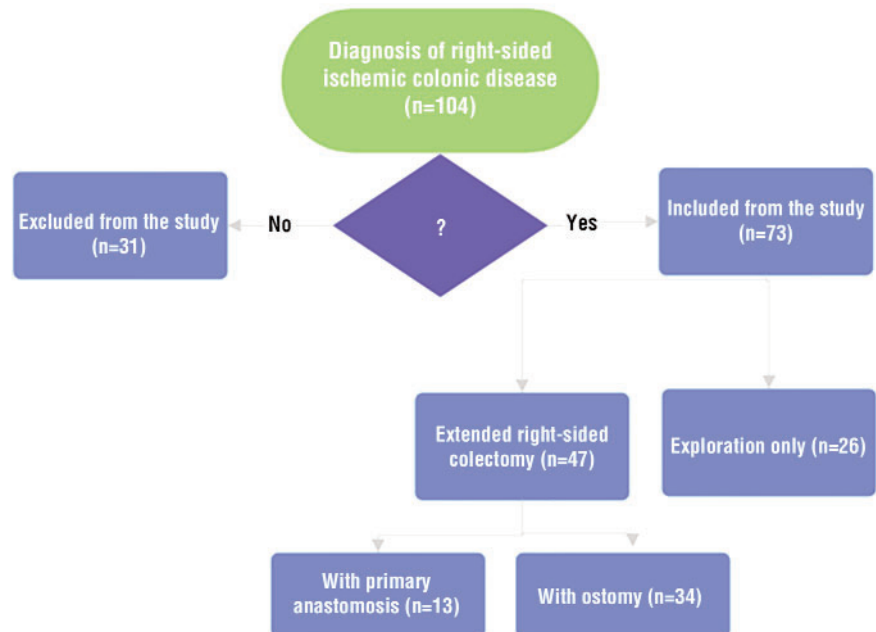 Diagnosis of right-sided
ischemic colonic disease
(n=104)
Excluded from the study
(n=31)
No
?
Yes
Included from the study
(n=73)
Extended right-sided
colectomy (n=47)
Exploration only (n=26)
With primary
anastomosis (n=13)
With ostomy (n=34)